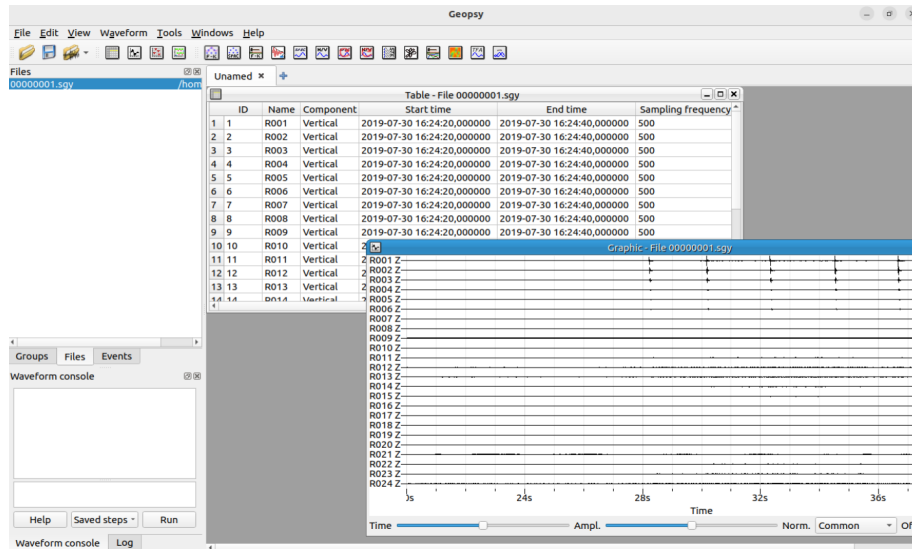 Geopsy
File Edit View Waveform Tools Windows Help
Files
00000001.sgy /hom
Unamed
Table - File 00000001.sgy
ID Name Component Start time End time Sampling frequency
1 1 R001 Vertical 2019-07-30 16:24:20,000000 2019-07-30 16:24:40,000000 500
2 2 R002 Vertical 2019-07-30 16:24:20,000000 2019-07-30 16:24:40,000000 500
3 3 R003 Vertical 2019-07-30 16:24:20,000000 2019-07-30 16:24:40,000000 500
4 4 R004 Vertical 2019-07-30 16:24:20,000000 2019-07-30 16:24:40,000000 500
5 5 R005 Vertical 2019-07-30 16:24:20,000000 2019-07-30 16:24:40,000000 500
6 6 R006 Vertical 2019-07-30 16:24:20,000000 2019-07-30 16:24:40,000000 500
7 7 R007 Vertical 2019-07-30 16:24:20,000000 2019-07-30 16:24:40,000000 500
8 8 R008 Vertical 2019-07-30 16:24:20,000000 2019-07-30 16:24:40,000000 500
9 9 R009 Vertical 2019-07-30 16:24:20,000000 2019-07-30 16:24:40,000000 500
10 10 R010 Vertical 2
11 11 R011 Vertical 2
12 12 R012 Vertical 2
13 13 R013 Vertical 2
14 14 R014 Vertical 2
Graphic - File 00000001.sgy
R001 Z
R002 Z
R003 Z
R004 Z
R005 Z
R006 Z
R007 Z
R008 Z
R009 Z
R010 Z
R011 Z
R012 Z
R013 Z
R014 Z
R015 Z
R016 Z
R017 Z
R018 Z
R019 Z
R020 Z
R021 Z
R022 Z
R023 Z
R024 Z
0s 24s 28s 32s 36s
Time
Time Ampl. Norm. Common Of
Groups Files Events
Waveform console
Help Saved steps Run
Waveform console Log